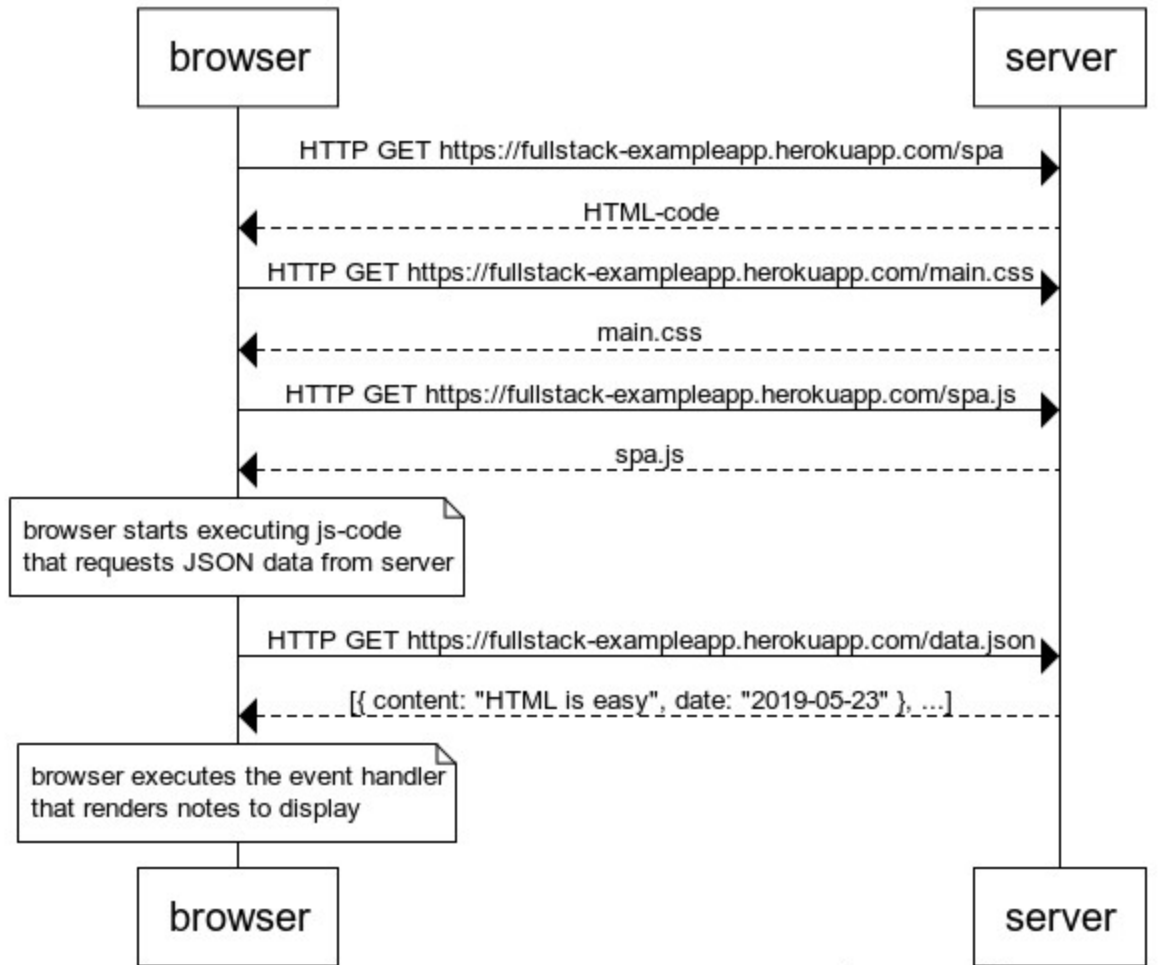 browser
server
HTTP GET https://fullstack-exampleapp.herokuapp.com/spa
HTML-code
HTTP GET https://fullstack-exampleapp.herokuapp.com/main.css
main.css
HTTP GET https://fullstack-exampleapp.herokuapp.com/spa.js
spa.js
browser starts executing js-code
that requests JSON data from server
HTTP GET https://fullstack-exampleapp.herokuapp.com/data.json
[{ content: "HTML is easy", date: "2019-05-23" }, ...]
browser executes the event handler
that renders notes to display
browser
server